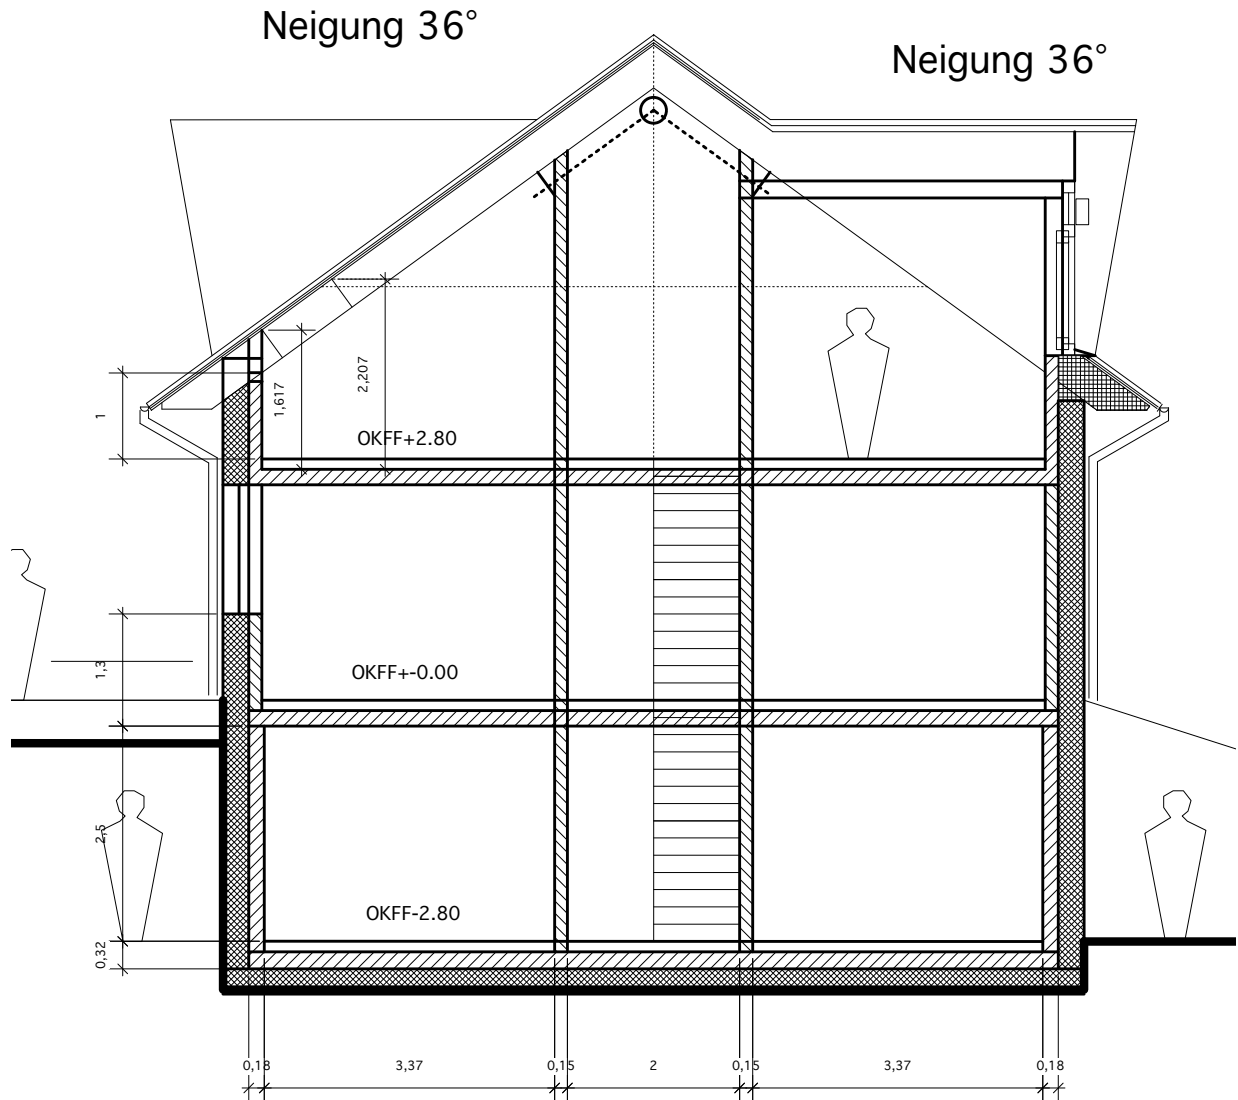 Neigung 36°
Neigung 36°
2,207
1,617
1
OKFF+2.80
1,3
OKFF+-0.00
2,5
OKFF-2.80
0,32
0,18
3,37
0,15
2
0,15
3,37
0,18